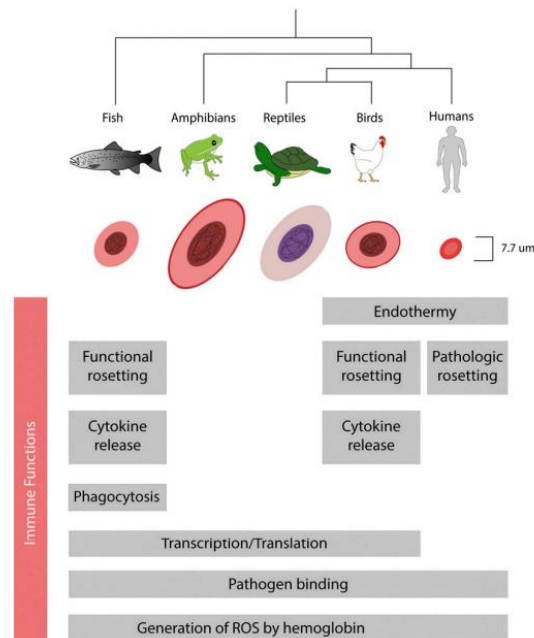 Fish Amphibians Reptiles Birds Humans
7.7 um
Immune Functions
Endothermy
Functional
rosetting
Functional
rosetting
Pathologic
rosetting
Cytokine
release
Cytokine
release
Phagocytosis
Transcription/Translation
Pathogen binding
Generation of ROS by hemoglobin